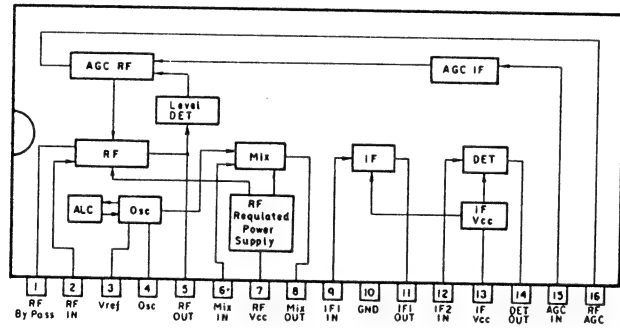 AGC RF
AGC IF
Level
DET
RF
Mix
IF
DET
ALC
Osc
RF
Requlated
Power
Supply
IF
Vcc
1 2 3 4 5 6 7 8 9 10 11 12 13 14 15 16
RF
By Pass
RF
IN
Vref
Osc
RF
OUT
Mix
IN
RF
Vcc
Mix
OUT
IF1
IN
GND
IF1
OUT
IF2
IN
IF
Vcc
DET
OUT
AGC
IN
RF
AGC